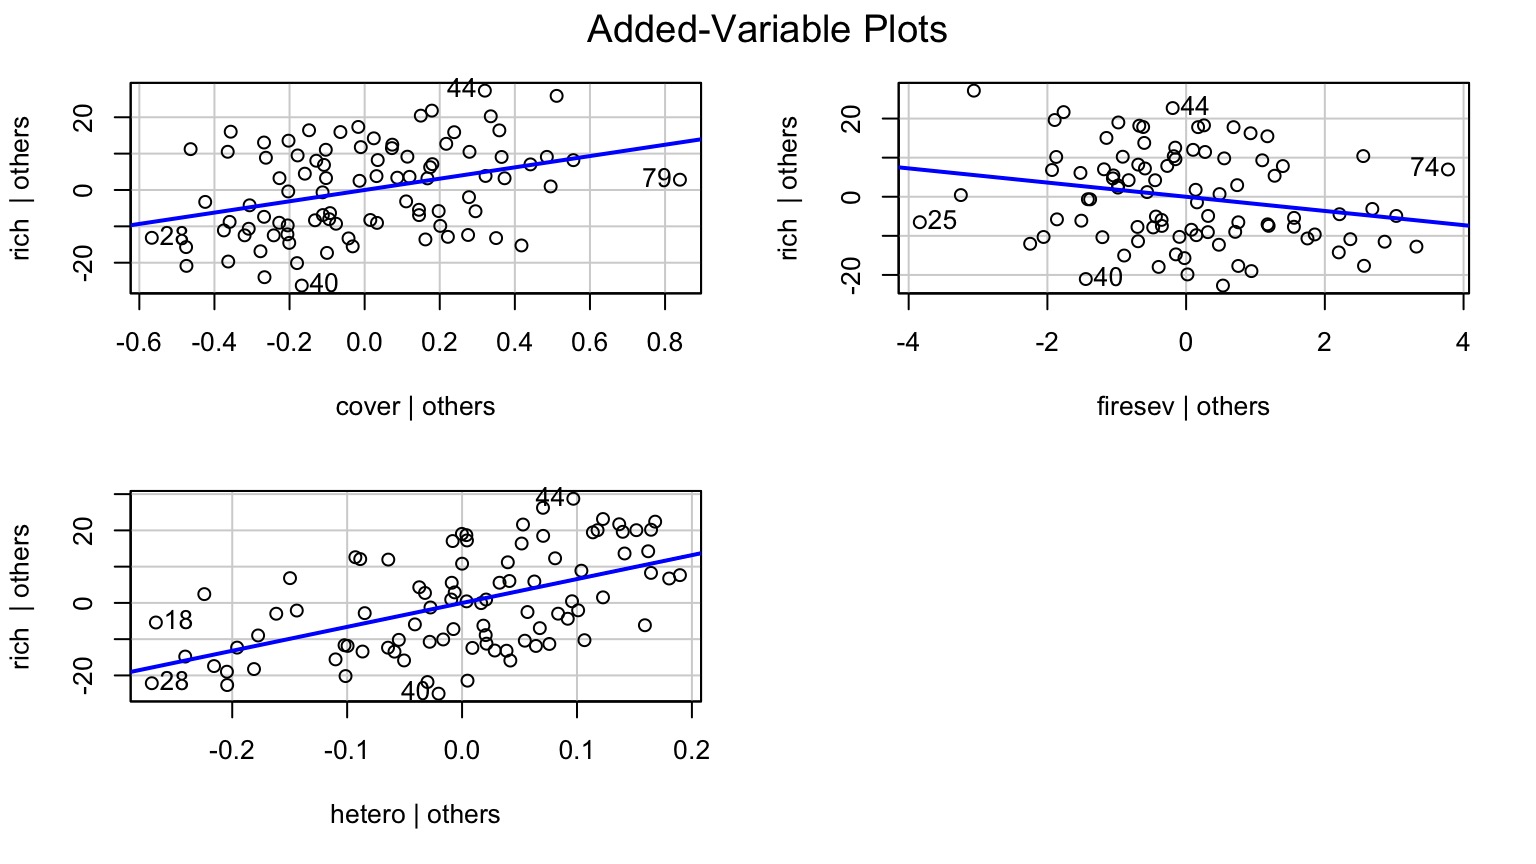 Added-Variable Plots
rich | others
20
0
-20
44
79
28
40
-0.6 -0.4 -0.2 0.0 0.2 0.4 0.6 0.8
cover | others
rich | others
20
0
-20
44
74
25
40
-4 -2 0 2 4
firesev | others
rich | others
20
0
-20
44
18
28
40
-0.2 -0.1 0.0 0.1 0.2
hetero | others